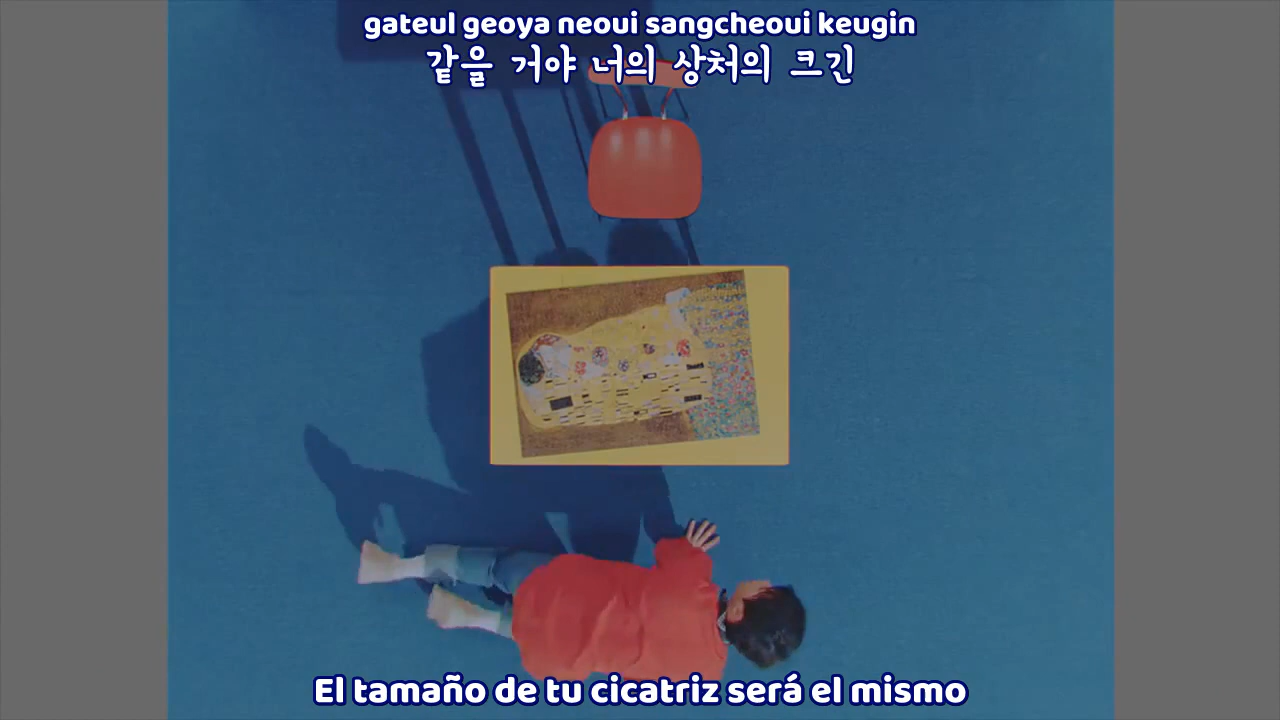 gateul geoya neoui sangcheoui keugin
같을 거야 너의 상처의 크긴
El tamaño de tu cicatriz será el mismo